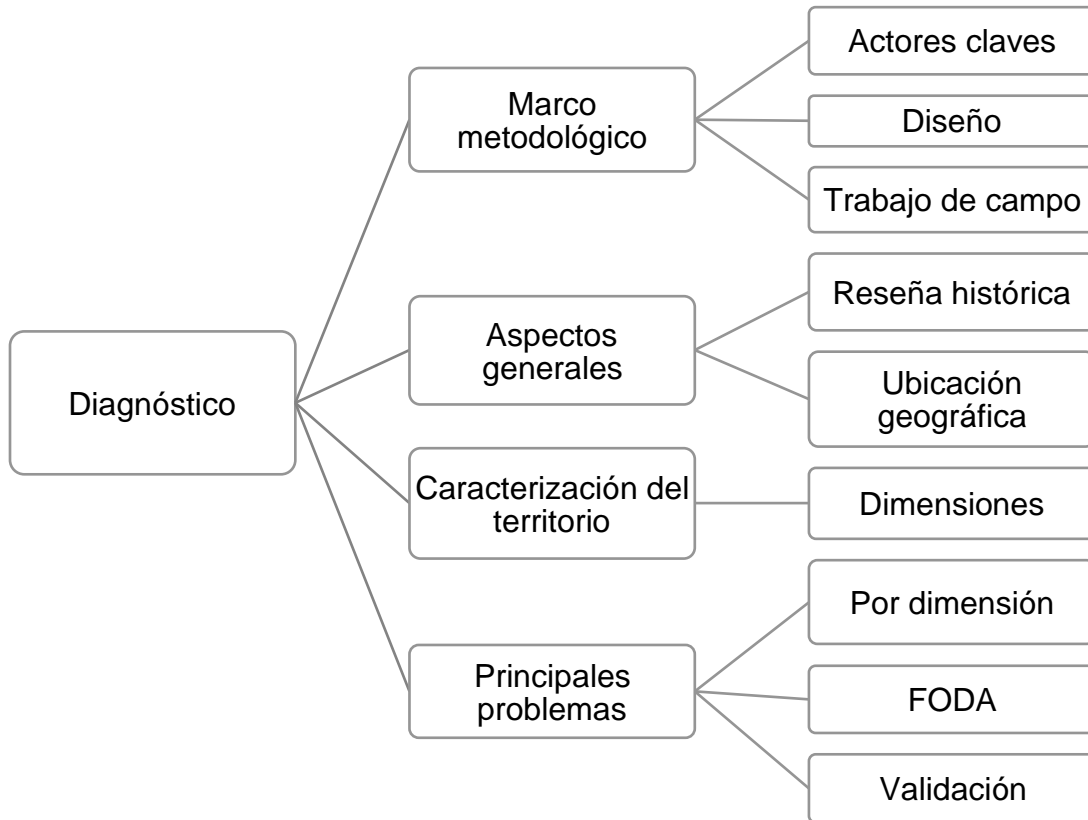 Diagnóstico
Marco
metodológico
Actores claves
Diseño
Trabajo de campo
Aspectos
generales
Reseña histórica
Ubicación
geográfica
Caracterización del
territorio
Dimensiones
Principales
problemas
Por dimensión
FODA
Validación